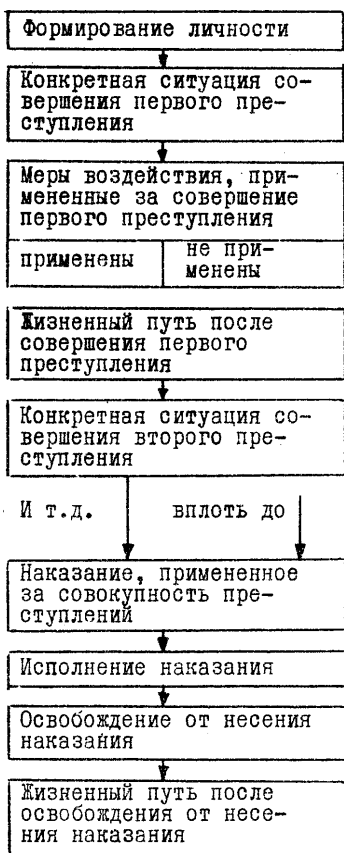 Формирование личности
Конкретная ситуация со-
вершения первого пре-
ступления
Меры воздействия, при-
мененные за совершение
первого преступления
применены не при-
менены
Жизненный путь после
совершения первого
преступления
Конкретная ситуация со-
вершения второго пре-
ступления
И т.д. вплоть до
Наказание, примененное
за совокупность пре-
ступлений
Исполнение наказания
Освобождение от несения
наказания
Жизненный путь после
освобождения от несе-
ния наказания